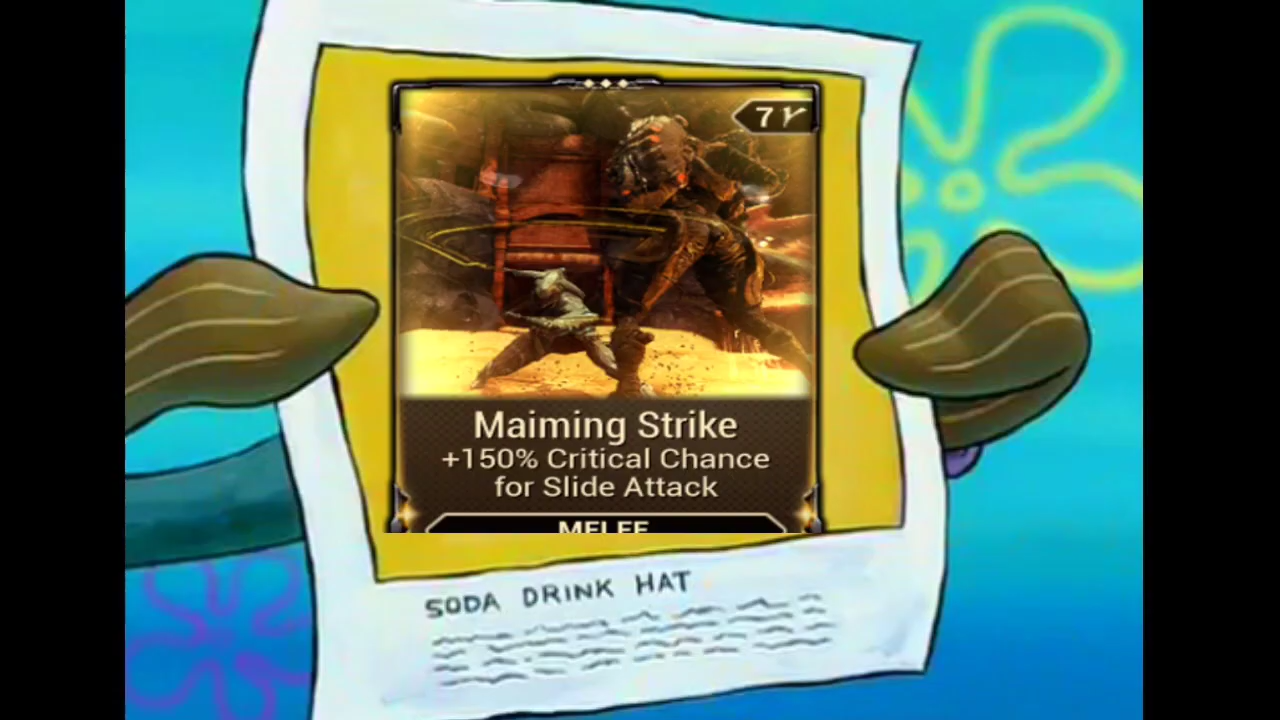 7
Maiming Strike
+150% Critical Chance
for Slide Attack
MELEE
SODA DRINK HAT